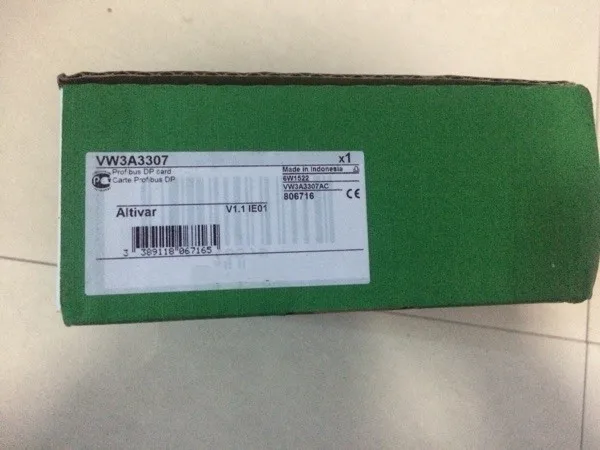 VW3A3307 x1
Profibus DP card
Carte Profibus DP
Made in Indonesia
6W1522
VW3A3307AC
806716
CE
Altivar V1.1 IE01
3 389118 067165